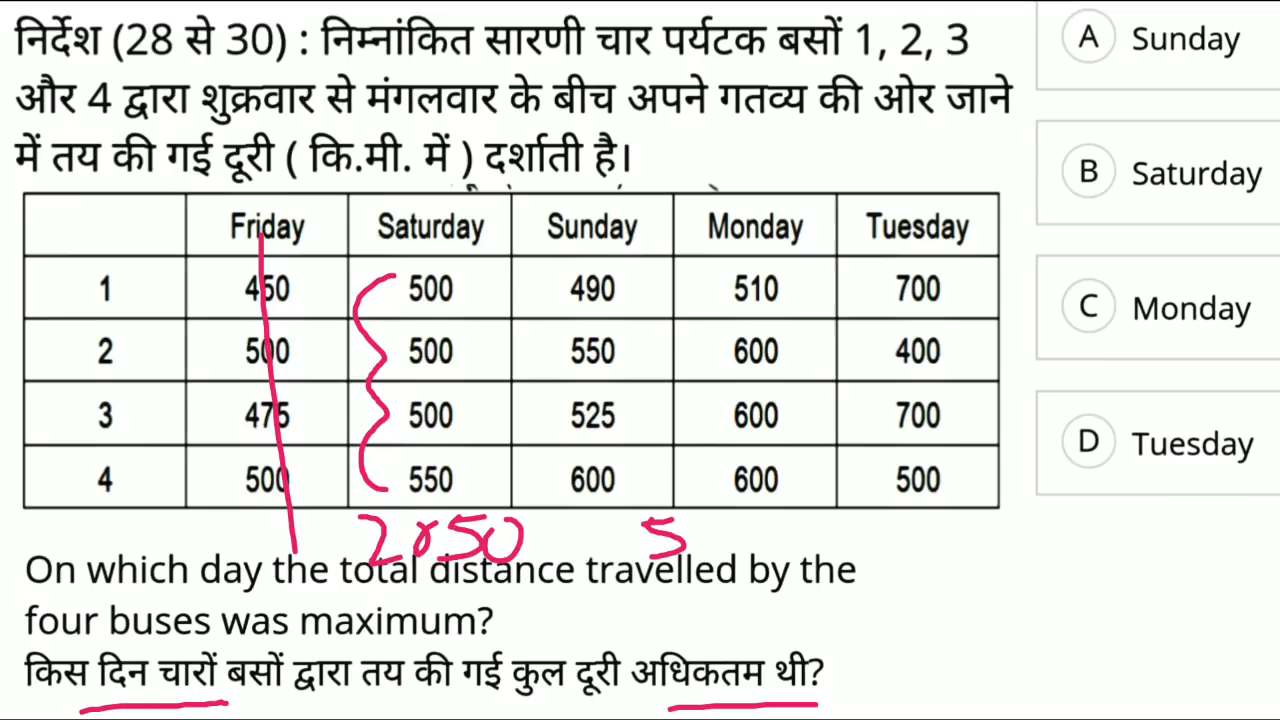 निर्देश (28 से 30) : निम्नांकित सारणी चार पर्यटक बसों 1, 2, 3
और 4 द्वारा शुक्रवार से मंगलवार के बीच अपने गतव्य की ओर जाने
में तय की गई दूरी ( कि.मी. में ) दर्शाती है।
Friday Saturday Sunday Monday Tuesday
1 450 500 490 510 700
2 500 500 550 600 400
3 475 500 525 600 700
4 500 550 600 600 500
2050 5
On which day the total distance travelled by the
four buses was maximum?
किस दिन चारों बसों द्वारा तय की गई कुल दूरी अधिकतम थी?
A Sunday
B Saturday
C Monday
D Tuesday